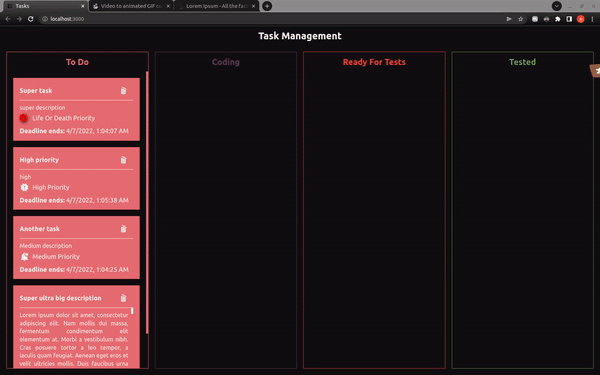 Tasks
Video to animated GIF
Lorem Ipsum - All the fa
localhost:3000
Task Management
To Do
Coding
Ready For Tests
Tested
Super task
super description
Life Or Death Priority
Deadline ends: 4/7/2022, 1:04:07 AM
High priority
high
High Priority
Deadline ends: 4/7/2022, 1:05:38 AM
Another task
Medium description
Medium Priority
Deadline ends: 4/7/2022, 1:04:25 AM
Super ultra big description
Lorem ipsum dolor sit amet, consectetur
adipiscing elit. Nam mollis dui massa,
fermentum condimentum elit
elementum at. Morbi a vestibulum nibh.
Cras posuere tortor a leo tempor, a
iaculis quam feugiat. Aenean eget eros et
velit ultricies mollis. Duis faucibus urna